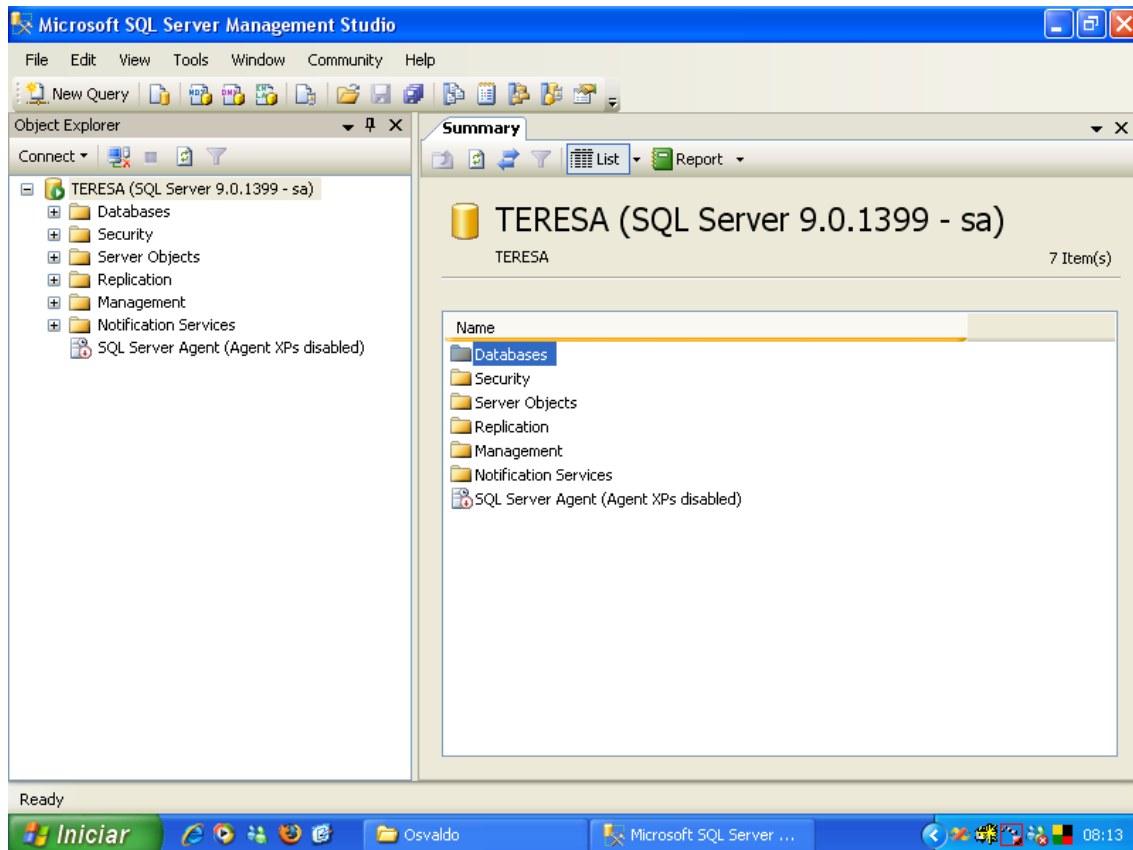 Microsoft SQL Server Management Studio
File Edit View Tools Window Community Help
New Query
Object Explorer
Connect
TERESA (SQL Server 9.0.1399 - sa)
Databases
Security
Server Objects
Replication
Management
Notification Services
SQL Server Agent (Agent XPs disabled)
Summary
List Report
TERESA (SQL Server 9.0.1399 - sa)
TERESA 7 Item(s)
Name
Databases
Security
Server Objects
Replication
Management
Notification Services
SQL Server Agent (Agent XPs disabled)
Ready
Iniciar Osvaldo Microsoft SQL Server ... 08:13